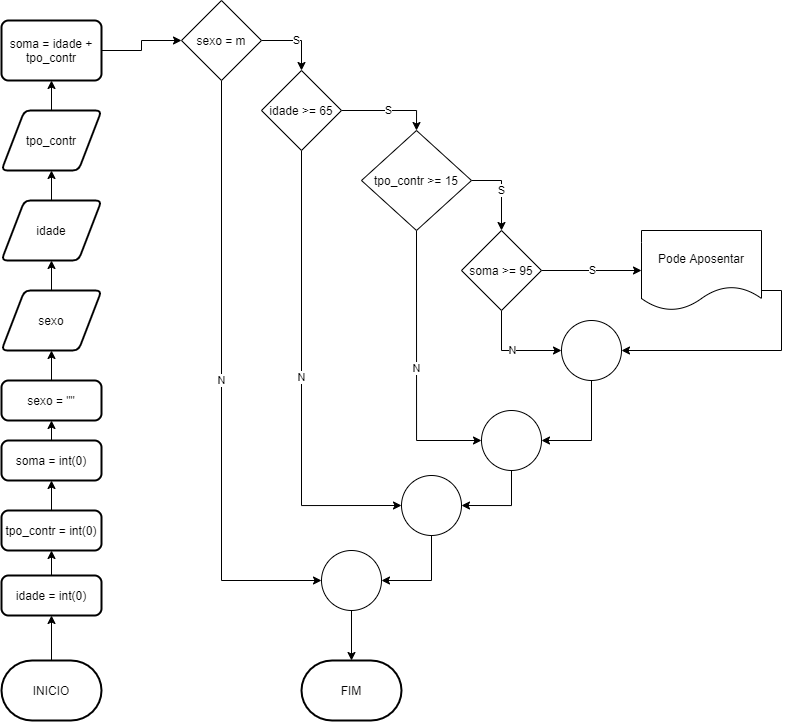 soma = idade +
tpo_contr
sexo = m
S
idade >= 65
S
tpo_contr
tpo_contr >= 15
S
idade
soma >= 95
S
Pode Aposentar
sexo
N
N
N
N
sexo = ""
soma = int(0)
tpo_contr = int(0)
idade = int(0)
INICIO
FIM